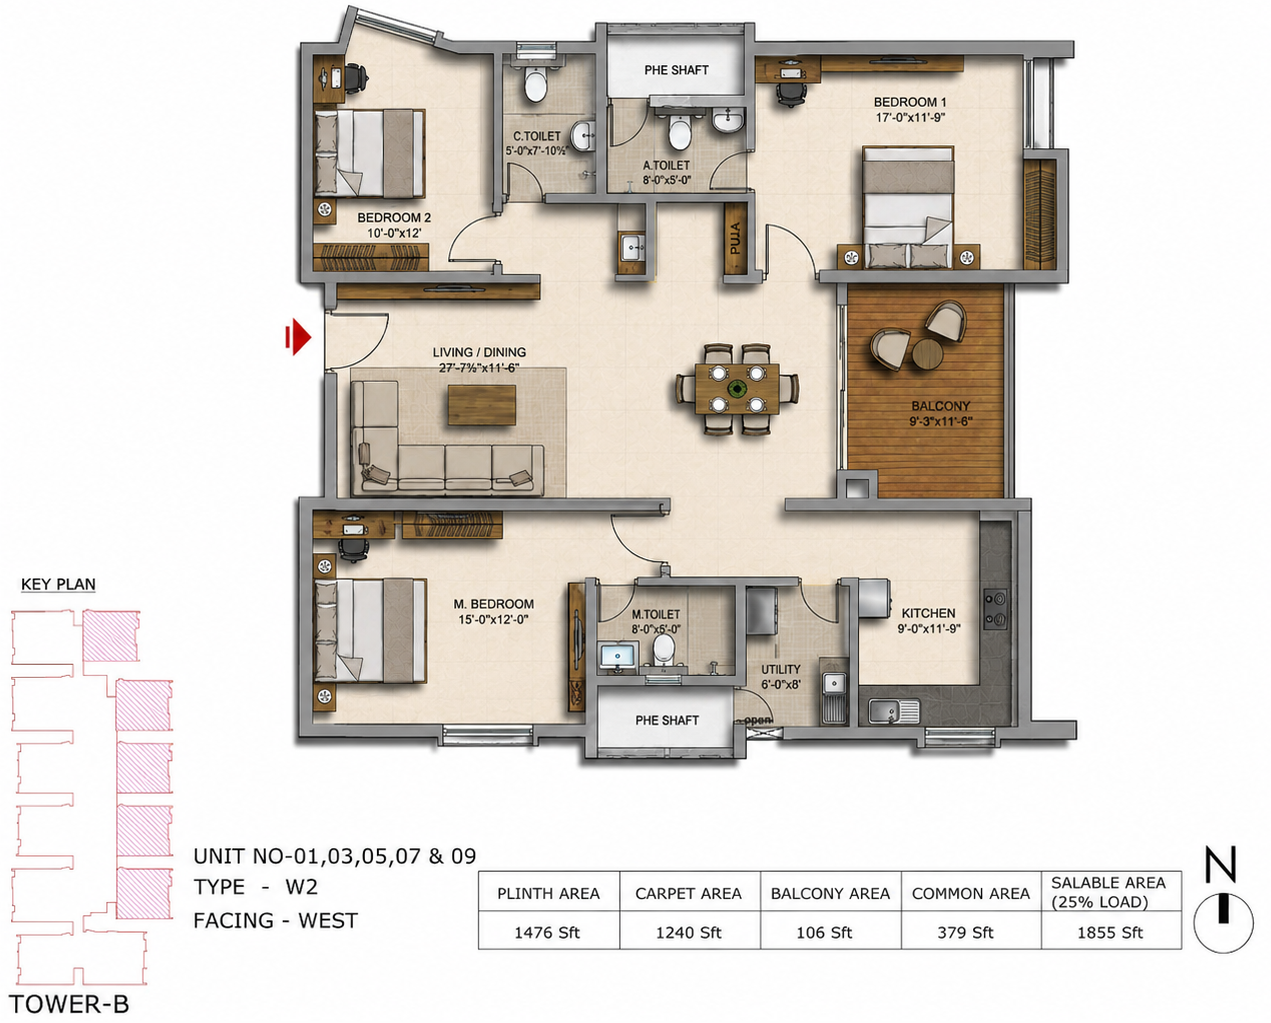 PHE SHAFT
BEDROOM 1
17'-0"x11'-9"
C.TOILET
5'-0"x7'-10½"
A.TOILET
8'-0"x5'-0"
BEDROOM 2
10'-0"x12'
PUJA
LIVING / DINING
27'-7½"x11'-6"
BALCONY
9'-3"x11'-6"
KEY PLAN
M. BEDROOM
15'-0"x12'-0"
M.TOILET
8'-0"x5'-0"
KITCHEN
9'-0"x11'-9"
UTILITY
6'-0"x8'
PHE SHAFT
open
UNIT NO-01,03,05,07 & 09
TYPE - W2
FACING - WEST
PLINTH AREA CARPET AREA BALCONY AREA COMMON AREA SALABLE AREA (25% LOAD)
1476 Sft 1240 Sft 106 Sft 379 Sft 1855 Sft
N
TOWER-B